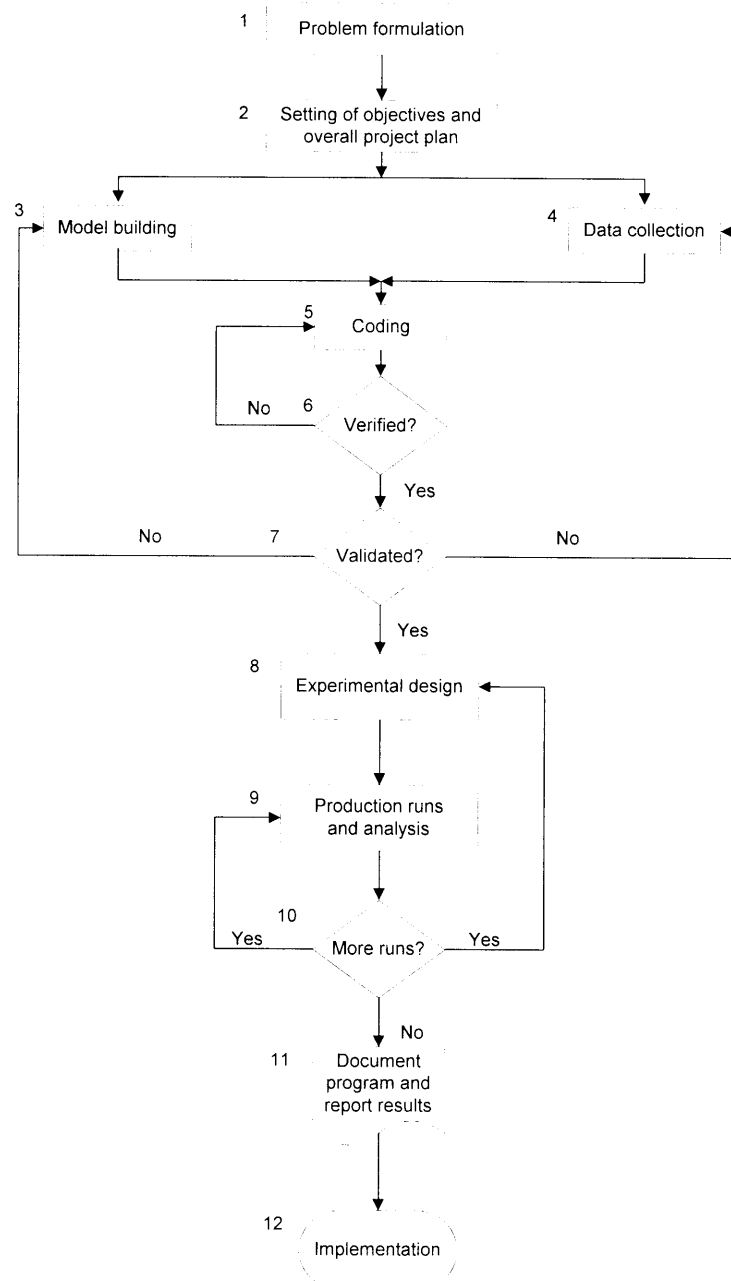 1
Problem formulation
2
Setting of objectives and
overall project plan
3
Model building
4
Data collection
5
Coding
6
No
Verified?
Yes
7
No
Validated?
No
Yes
8
Experimental design
9
Production runs
and analysis
10
Yes
More runs?
Yes
No
11
Document
program and
report results
12
Implementation